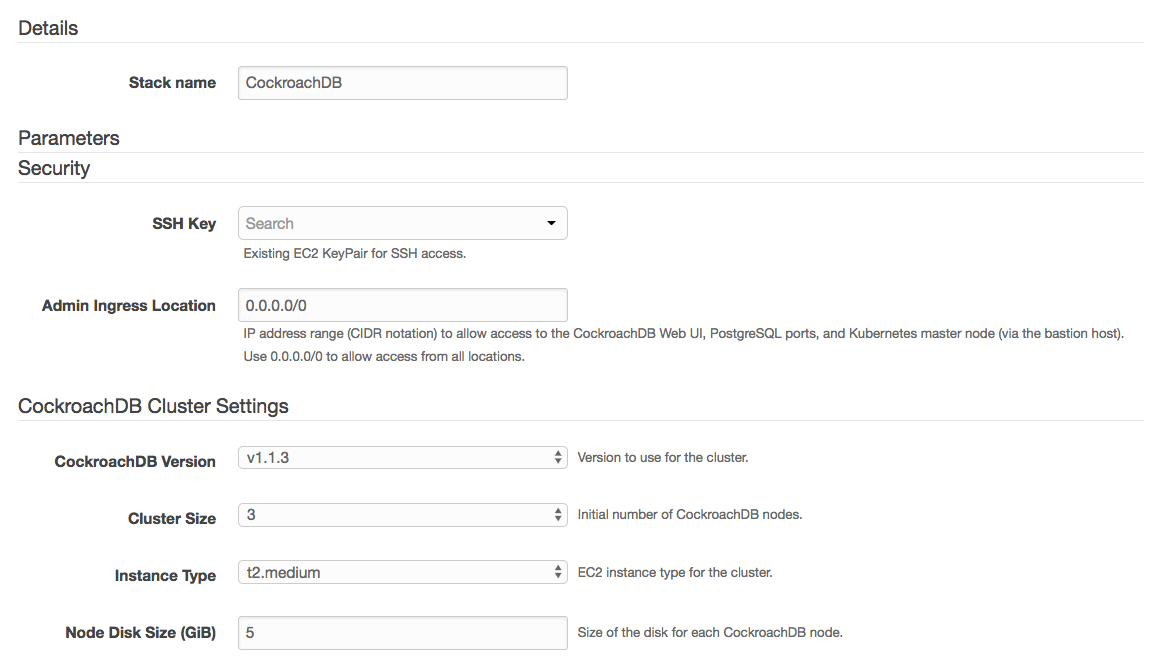 Details
Stack name CockroachDB
Parameters
Security
SSH Key Search
Existing EC2 KeyPair for SSH access.
Admin Ingress Location 0.0.0.0/0
IP address range (CIDR notation) to allow access to the CockroachDB Web UI, PostgreSQL ports, and Kubernetes master node (via the bastion host).
Use 0.0.0.0/0 to allow access from all locations.
CockroachDB Cluster Settings
CockroachDB Version v1.1.3 Version to use for the cluster.
Cluster Size 3 Initial number of CockroachDB nodes.
Instance Type t2.medium EC2 instance type for the cluster.
Node Disk Size (GiB) 5 Size of the disk for each CockroachDB node.